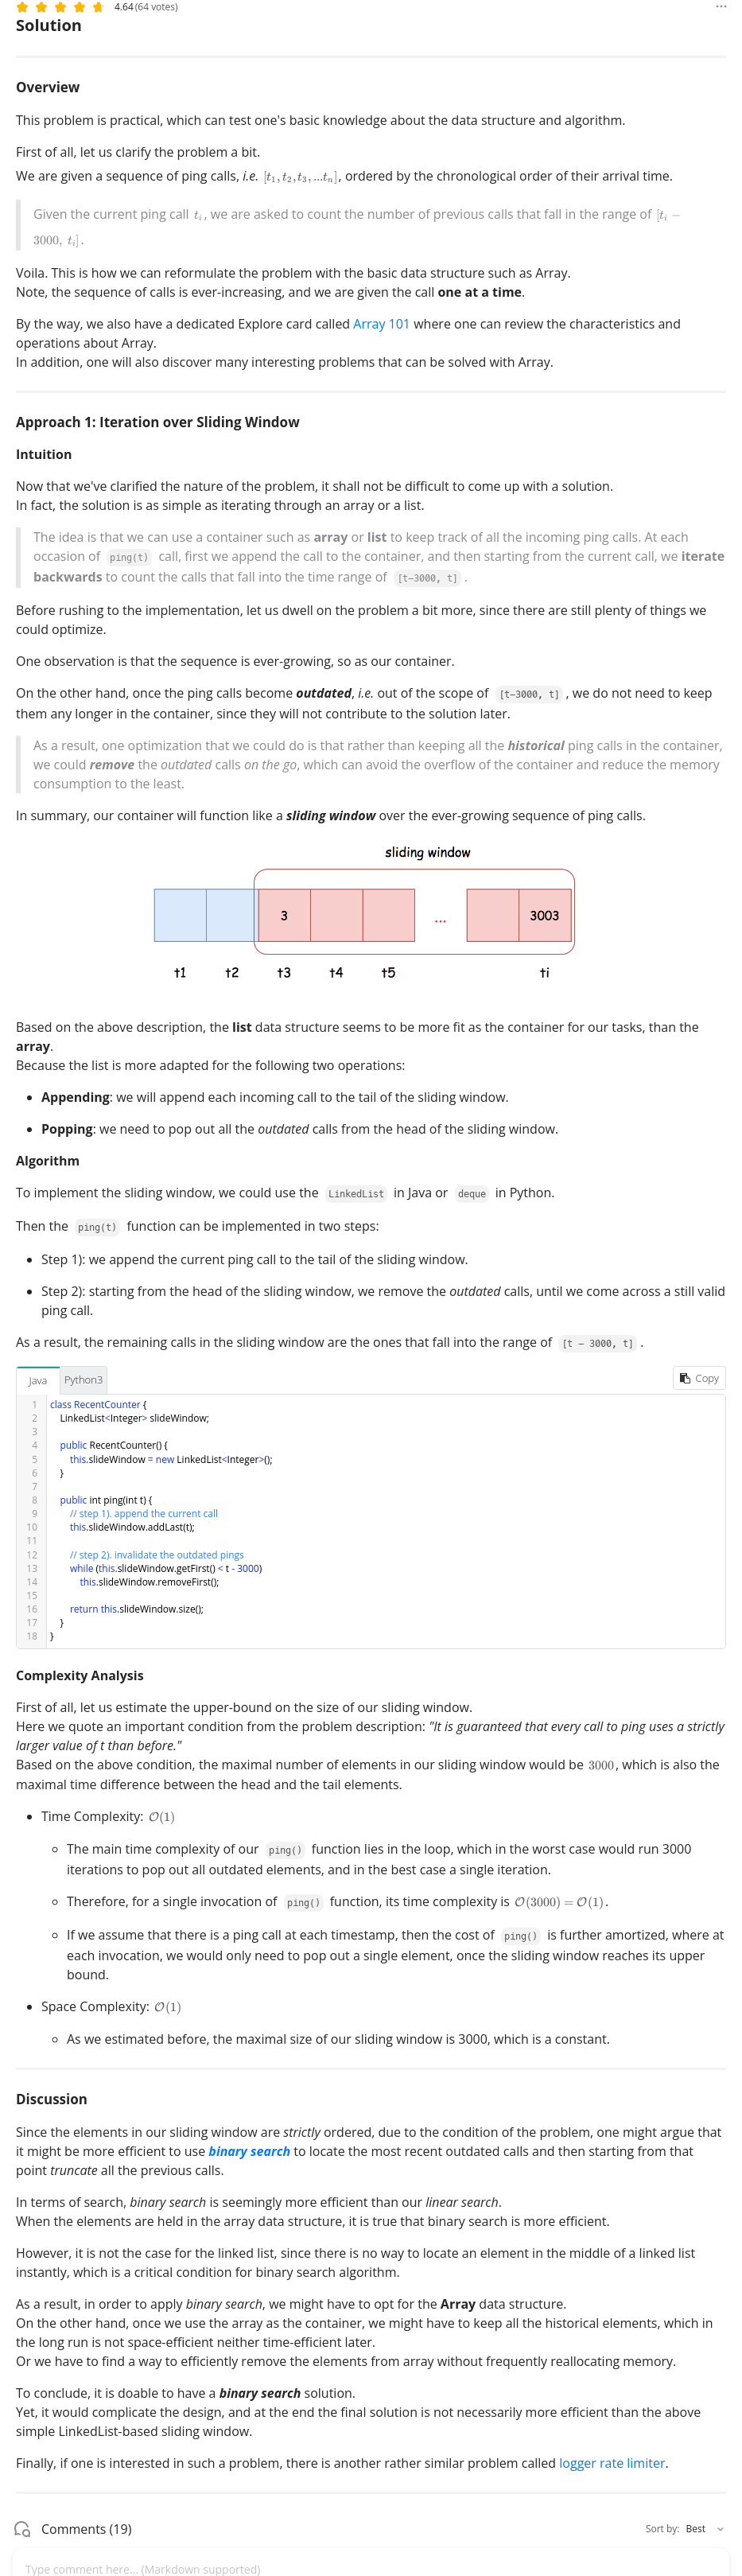 4.64 (64 votes)
Solution
Overview
This problem is practical, which can test one's basic knowledge about the data structure and algorithm.
First of all, let us clarify the problem a bit.
We are given a sequence of ping calls, i.e. [t₁, t₂, t₃, ...tₙ], ordered by the chronological order of their arrival time.
Given the current ping call tᵢ, we are asked to count the number of previous calls that fall in the range of [tᵢ −
3000, tᵢ].
Voila. This is how we can reformulate the problem with the basic data structure such as Array.
Note, the sequence of calls is ever-increasing, and we are given the call one at a time.
By the way, we also have a dedicated Explore card called Array 101 where one can review the characteristics and
operations about Array.
In addition, one will also discover many interesting problems that can be solved with Array.
Approach 1: Iteration over Sliding Window
Intuition
Now that we've clarified the nature of the problem, it shall not be difficult to come up with a solution.
In fact, the solution is as simple as iterating through an array or a list.
The idea is that we can use a container such as array or list to keep track of all the incoming ping calls. At each
occasion of ping(t) call, first we append the call to the container, and then starting from the current call, we iterate
backwards to count the calls that fall into the time range of [t-3000, t] .
Before rushing to the implementation, let us dwell on the problem a bit more, since there are still plenty of things we
could optimize.
One observation is that the sequence is ever-growing, so as our container.
On the other hand, once the ping calls become outdated, i.e. out of the scope of [t-3000, t] , we do not need to keep
them any longer in the container, since they will not contribute to the solution later.
As a result, one optimization that we could do is that rather than keeping all the historical ping calls in the container,
we could remove the outdated calls on the go, which can avoid the overflow of the container and reduce the memory
consumption to the least.
In summary, our container will function like a sliding window over the ever-growing sequence of ping calls.
sliding window
3 ... 3003
t1 t2 t3 t4 t5 ti
Based on the above description, the list data structure seems to be more fit as the container for our tasks, than the
array.
Because the list is more adapted for the following two operations:
• Appending: we will append each incoming call to the tail of the sliding window.
• Popping: we need to pop out all the outdated calls from the head of the sliding window.
Algorithm
To implement the sliding window, we could use the LinkedList in Java or deque in Python.
Then the ping(t) function can be implemented in two steps:
• Step 1): we append the current ping call to the tail of the sliding window.
• Step 2): starting from the head of the sliding window, we remove the outdated calls, until we come across a still valid
ping call.
As a result, the remaining calls in the sliding window are the ones that fall into the range of [t - 3000, t] .
Java Python3 Copy
1 class RecentCounter {
2 LinkedList<Integer> slideWindow;
3
4 public RecentCounter() {
5 this.slideWindow = new LinkedList<Integer>();
6 }
7
8 public int ping(int t) {
9 // step 1). append the current call
10 this.slideWindow.addLast(t);
11
12 // step 2). invalidate the outdated pings
13 while (this.slideWindow.getFirst() < t - 3000)
14 this.slideWindow.removeFirst();
15
16 return this.slideWindow.size();
17 }
18 }
Complexity Analysis
First of all, let us estimate the upper-bound on the size of our sliding window.
Here we quote an important condition from the problem description: "It is guaranteed that every call to ping uses a strictly
larger value of t than before."
Based on the above condition, the maximal number of elements in our sliding window would be 3000, which is also the
maximal time difference between the head and the tail elements.
• Time Complexity: O(1)
◦ The main time complexity of our ping() function lies in the loop, which in the worst case would run 3000
iterations to pop out all outdated elements, and in the best case a single iteration.
◦ Therefore, for a single invocation of ping() function, its time complexity is O(3000) = O(1).
◦ If we assume that there is a ping call at each timestamp, then the cost of ping() is further amortized, where at
each invocation, we would only need to pop out a single element, once the sliding window reaches its upper
bound.
• Space Complexity: O(1)
◦ As we estimated before, the maximal size of our sliding window is 3000, which is a constant.
Discussion
Since the elements in our sliding window are strictly ordered, due to the condition of the problem, one might argue that
it might be more efficient to use binary search to locate the most recent outdated calls and then starting from that
point truncate all the previous calls.
In terms of search, binary search is seemingly more efficient than our linear search.
When the elements are held in the array data structure, it is true that binary search is more efficient.
However, it is not the case for the linked list, since there is no way to locate an element in the middle of a linked list
instantly, which is a critical condition for binary search algorithm.
As a result, in order to apply binary search, we might have to opt for the Array data structure.
On the other hand, once we use the array as the container, we might have to keep all the historical elements, which in
the long run is not space-efficient neither time-efficient later.
Or we have to find a way to efficiently remove the elements from array without frequently reallocating memory.
To conclude, it is doable to have a binary search solution.
Yet, it would complicate the design, and at the end the final solution is not necessarily more efficient than the above
simple LinkedList-based sliding window.
Finally, if one is interested in such a problem, there is another rather similar problem called logger rate limiter.
Comments (19) Sort by: Best
Type comment here... (Markdown supported)